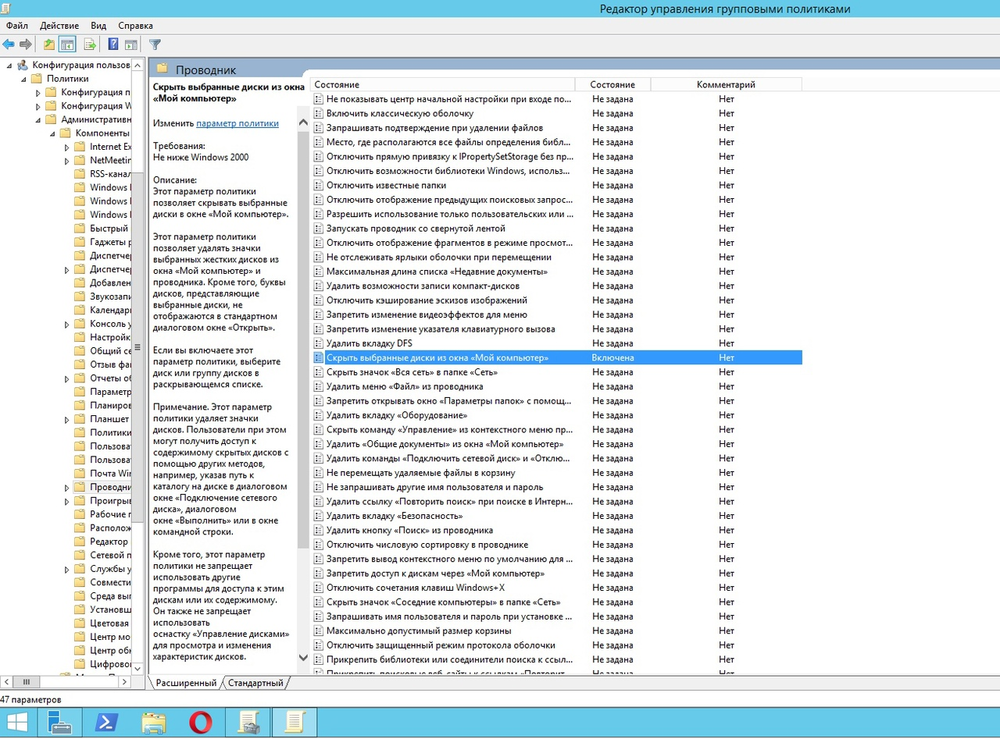 Редактор управления групповыми политиками
Файл Действие Вид Справка
Конфигурация пользов
Политики
Конфигурация п
Конфигурация W
Административн
Компоненты
Internet Ex
NetMeetin
RSS-канал
Windows
Windows
Windows
Быстрый
Гаджеты р
Диспетчер
Диспетчер
Добавлен
Звукозапи
Календарь
Консоль у
Настройк
Общий се
Отзыв фай
Отчеты об
Параметр
Планиров
Планшет
Политики
Пользова
Пользова
Почта Win
Проводни
Проигрыв
Рабочие п
Располож
Редактор
Сетевой п
Службы у
Совмести
Среда вып
Установщ
Цветовая
Центр мо
Центр обн
Цифрово
Проводник
Скрыть выбранные диски из окна
«Мой компьютер»
Изменить параметр политики
Требования:
Не ниже Windows 2000
Описание:
Этот параметр политики
позволяет скрывать выбранные
диски в окне «Мой компьютер».
Этот параметр политики
позволяет удалять значки
выбранных жестких дисков из
окна «Мой компьютер» и
проводника. Кроме того, буквы
дисков, представляющие
выбранные диски, не
отображаются в стандартном
диалоговом окне «Открыть».
Если вы включаете этот
параметр политики, выберите
диск или группу дисков в
раскрывающемся списке.
Примечание. Этот параметр
политики удаляет значки
дисков. Пользователи при этом
могут получить доступ к
содержимому скрытых дисков с
помощью других методов,
например, указав путь к
каталогу на диске в диалоговом
окне «Подключение сетевого
диска», диалоговом
окне «Выполнить» или в окне
командной строки.
Кроме того, этот параметр
политики не запрещает
использовать другие
программы для доступа к этим
дискам или их содержимому.
Он также не запрещает
использовать
оснастку «Управление дисками»
для просмотра и изменения
характеристик дисков.
Состояние Состояние Комментарий
Не показывать центр начальной настройки при входе по... Не задана Нет
Включить классическую оболочку Не задана Нет
Запрашивать подтверждение при удалении файлов Не задана Нет
Место, где располагаются все файлы определения библ... Не задана Нет
Отключить прямую привязку к IPropertySetStorage без пр... Не задана Нет
Отключить возможности библиотеки Windows, использ... Не задана Нет
Отключить известные папки Не задана Нет
Отключить отображение предыдущих поисковых запрос... Не задана Нет
Разрешить использование только пользовательских или ... Не задана Нет
Запускать проводник со свернутой лентой Не задана Нет
Отключить отображение фрагментов в режиме просмот... Не задана Нет
Не отслеживать ярлыки оболочки при перемещении Не задана Нет
Максимальная длина списка «Недавние документы» Не задана Нет
Удалить возможности записи компакт-дисков Не задана Нет
Отключить кэширование эскизов изображений Не задана Нет
Запретить изменение видеоэффектов для меню Не задана Нет
Запретить изменение указателя клавиатурного вызова Не задана Нет
Удалить вкладку DFS Не задана Нет
Скрыть выбранные диски из окна «Мой компьютер» Включена Нет
Скрыть значок «Вся сеть» в папке «Сеть» Не задана Нет
Удалить меню «Файл» из проводника Не задана Нет
Запретить открывать окно «Параметры папок» с помощ... Не задана Нет
Удалить вкладку «Оборудование» Не задана Нет
Скрыть команду «Управление» из контекстного меню пр... Не задана Нет
Удалить «Общие документы» из окна «Мой компьютер» Не задана Нет
Удалить команды «Подключить сетевой диск» и «Отклю... Не задана Нет
Не перемещать удаляемые файлы в корзину Не задана Нет
Не запрашивать другие имя пользователя и пароль Не задана Нет
Удалить ссылку «Повторить поиск» при поиске в Интерн... Не задана Нет
Удалить вкладку «Безопасность» Не задана Нет
Удалить кнопку «Поиск» из проводника Не задана Нет
Отключить числовую сортировку в проводнике Не задана Нет
Запретить вывод контекстного меню по умолчанию для ... Не задана Нет
Запретить доступ к дискам через «Мой компьютер» Не задана Нет
Отключить сочетания клавиш Windows+X Не задана Нет
Скрыть значок «Соседние компьютеры» в папке «Сеть» Не задана Нет
Запрашивать имя пользователя и пароль при установке ... Не задана Нет
Максимально допустимый размер корзины Не задана Нет
Отключить защищенный режим протокола оболочки Не задана Нет
Прикрепить библиотеки или соединители поиска к ссыл... Не задана Нет
Прикрепить поисковые веб-сайты к ссылкам «Повторит... Не задана Нет
Расширенный Стандартный
47 параметров